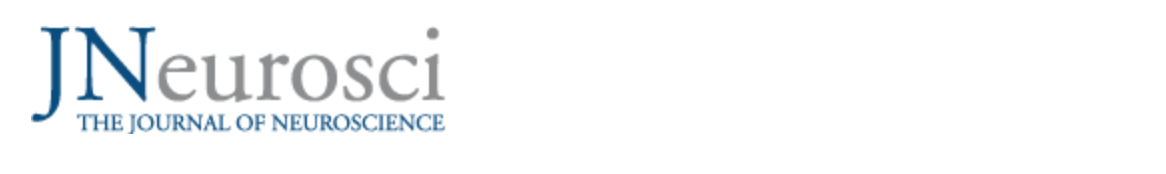 JNeurosci
THE JOURNAL OF NEUROSCIENCE